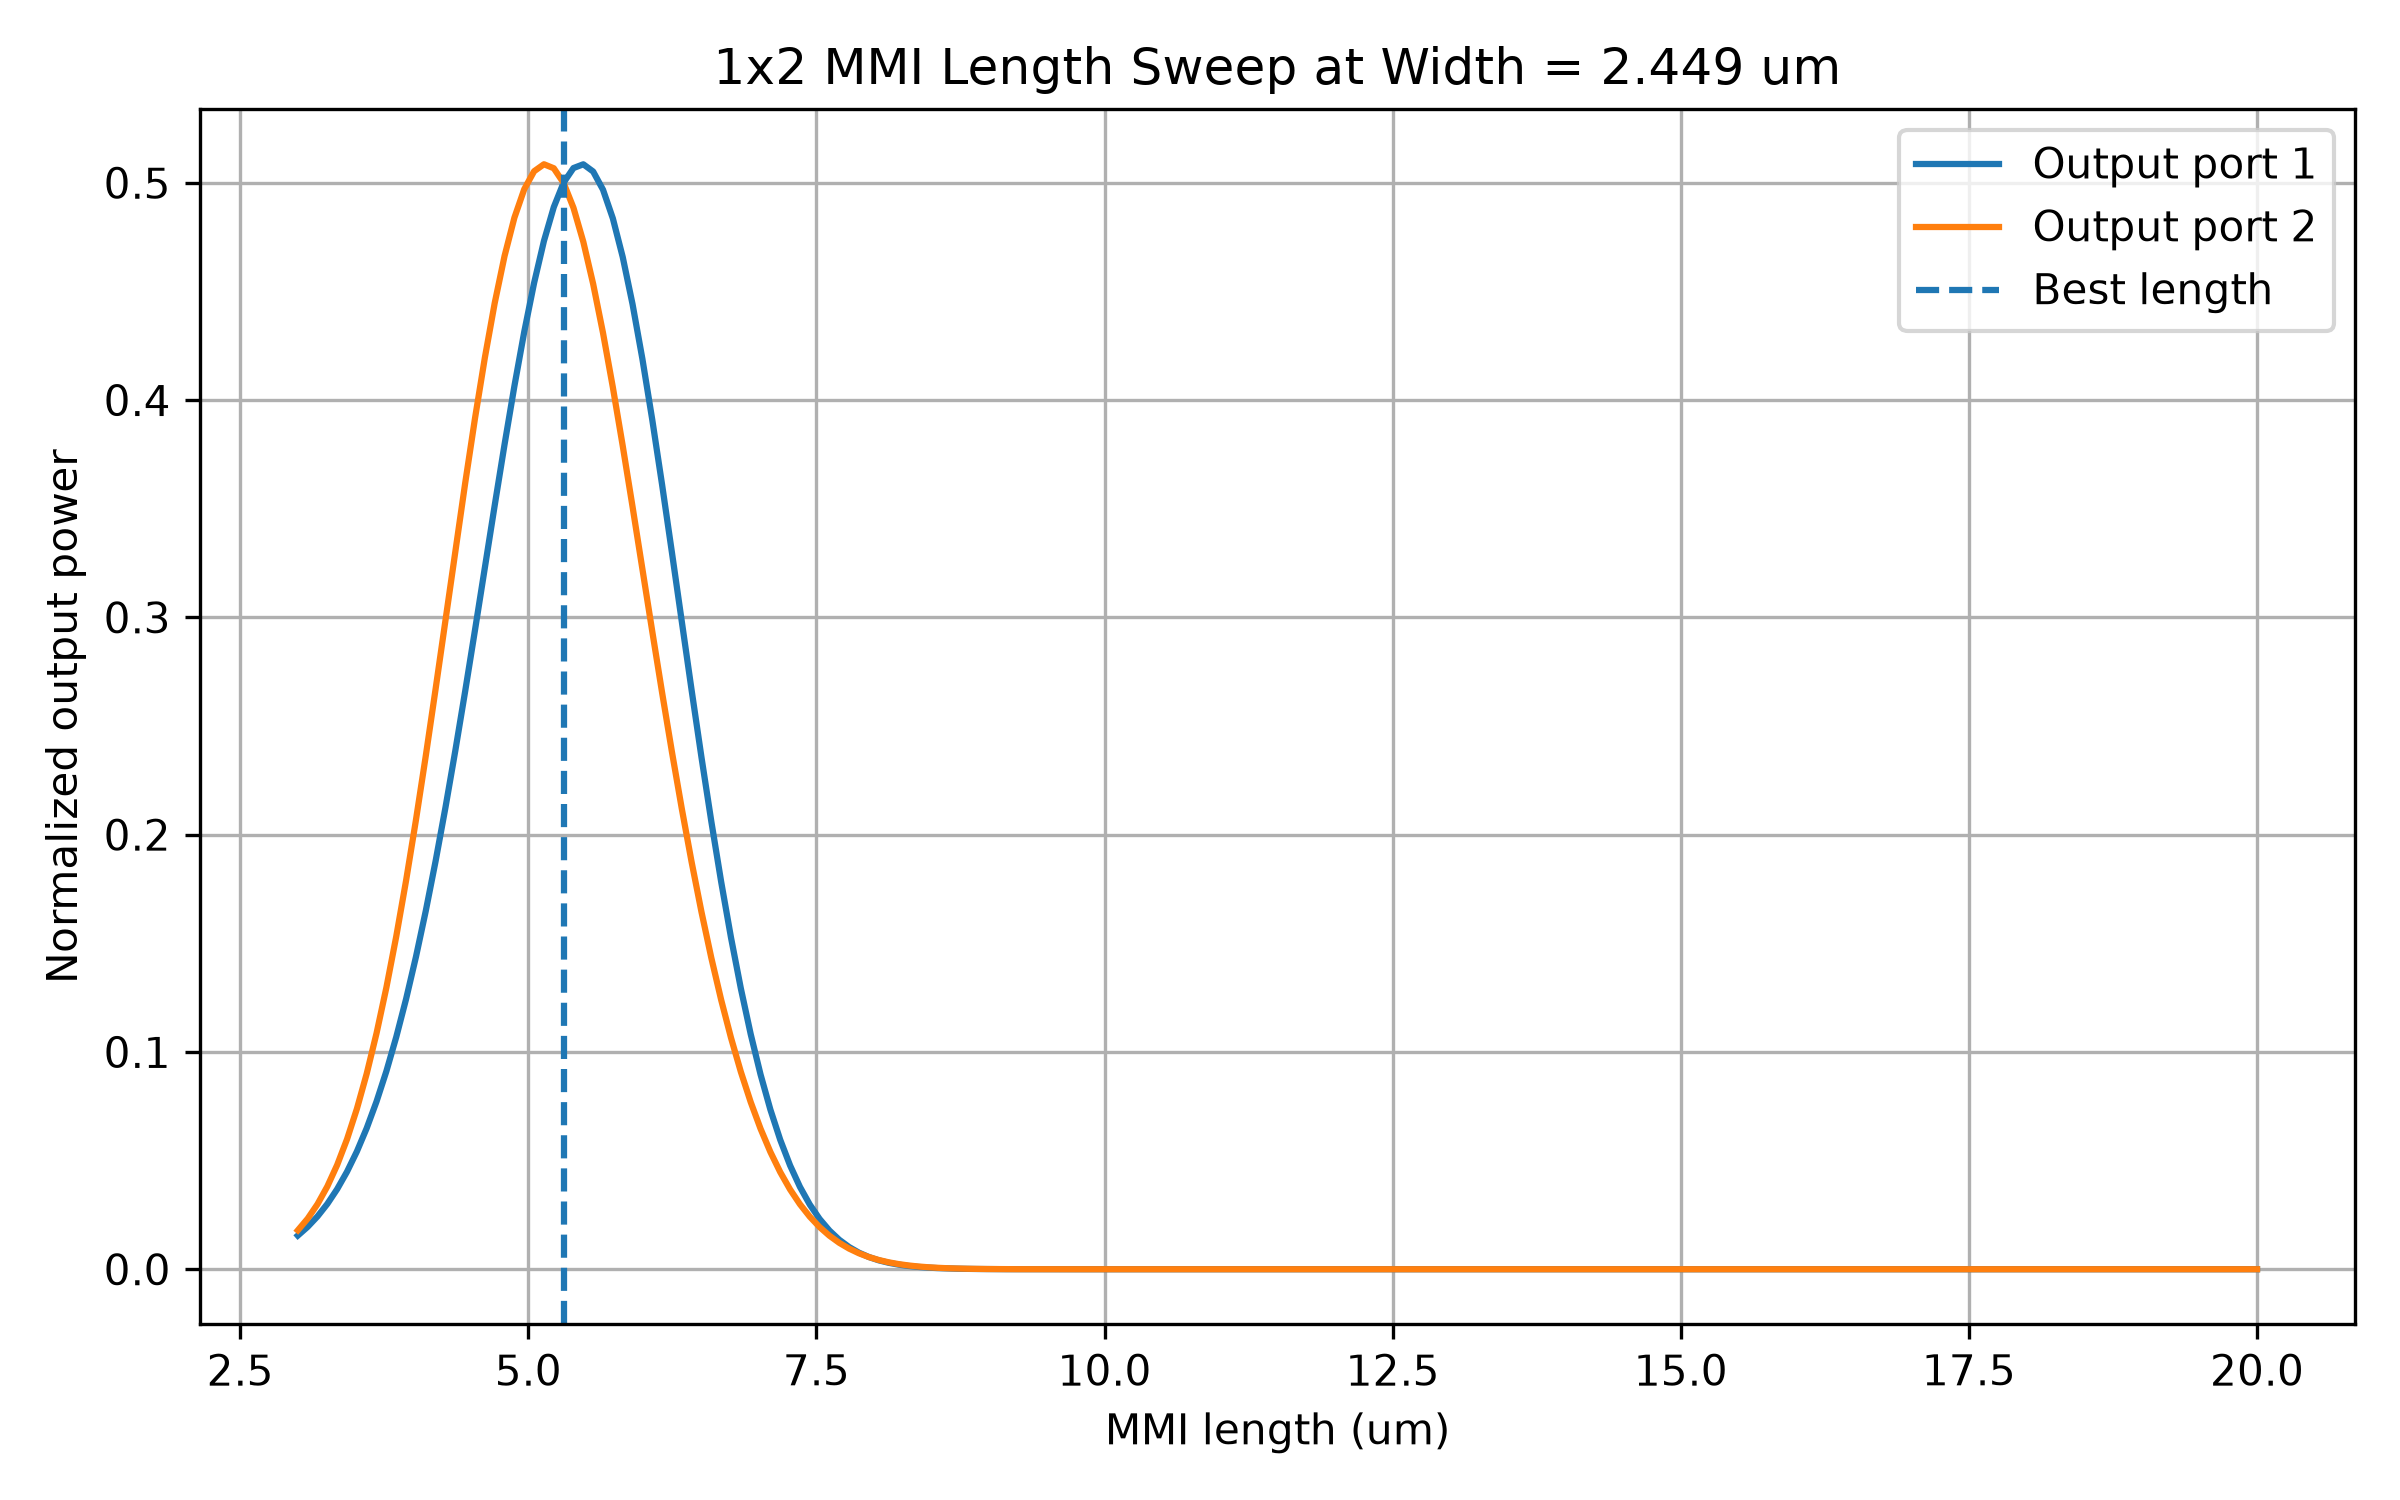 1x2 MMI Length Sweep at Width = 2.449 um
Output port 1
Output port 2
Best length
Normalized output power
0.5
0.4
0.3
0.2
0.1
0.0
2.5 5.0 7.5 10.0 12.5 15.0 17.5 20.0
MMI length (um)